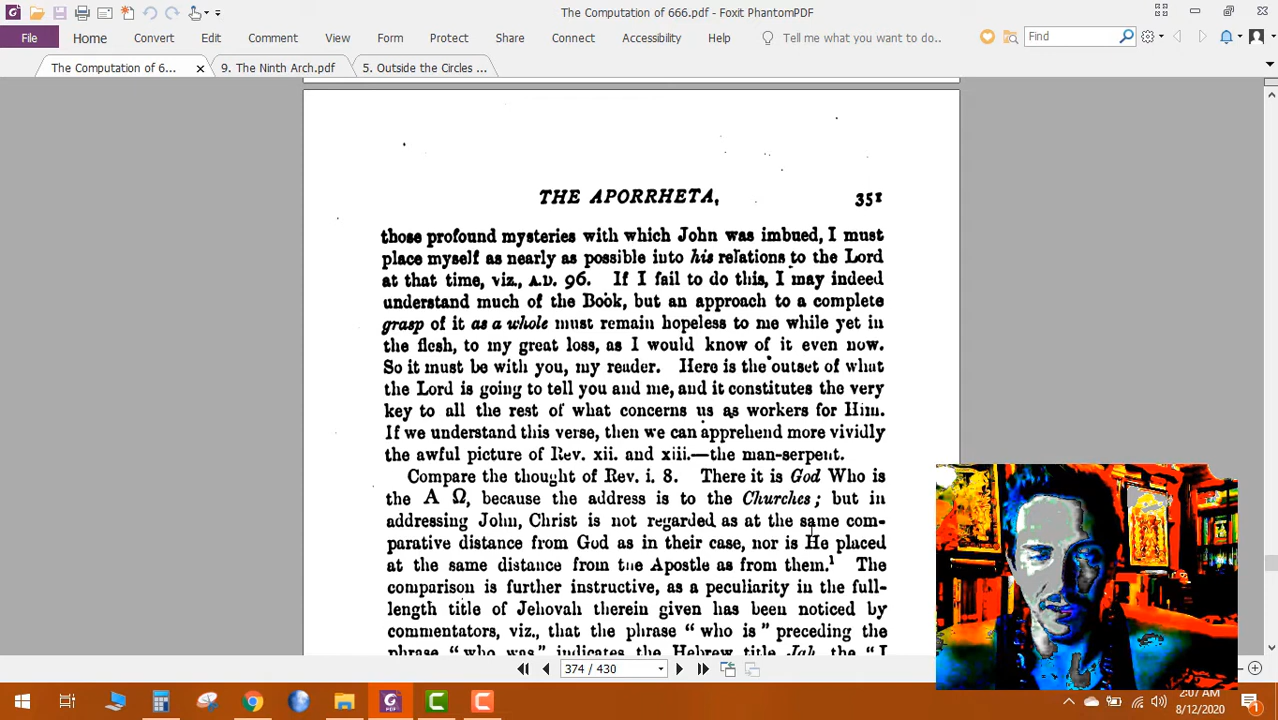 The Computation of 666.pdf - Foxit PhantomPDF
File Home Convert Edit Comment View Form Protect Share Connect Accessibility Help Tell me what you want to do.. Find
The Computation of 6... 9. The Ninth Arch.pdf 5. Outside the Circles ...
THE APORRHETA, 351
those profound mysteries with which John was imbued, I must
place myself as nearly as possible into his relations to the Lord
at that time, viz., A.D. 96. If I fail to do this, I may indeed
understand much of the Book, but an approach to a complete
grasp of it as a whole must remain hopeless to me while yet in
the flesh, to my great loss, as I would know of it even now.
So it must be with you, my reader. Here is the outset of what
the Lord is going to tell you and me, and it constitutes the very
key to all the rest of what concerns us as workers for Him.
If we understand this verse, then we can apprehend more vividly
the awful picture of Rev. xii. and xiii.—the man-serpent.
Compare the thought of Rev. i. 8. There it is God Who is
the A Ω, because the address is to the Churches; but in
addressing John, Christ is not regarded as at the same com-
parative distance from God as in their case, nor is He placed
at the same distance from the Apostle as from them.¹ The
comparison is further instructive, as a peculiarity in the full-
length title of Jehovah therein given has been noticed by
commentators, viz., that the phrase "who is" preceding the
phrase "who was" indicates the Hebrew title Jah, the "I
374 / 430
2:07 AM
8/12/2020
1